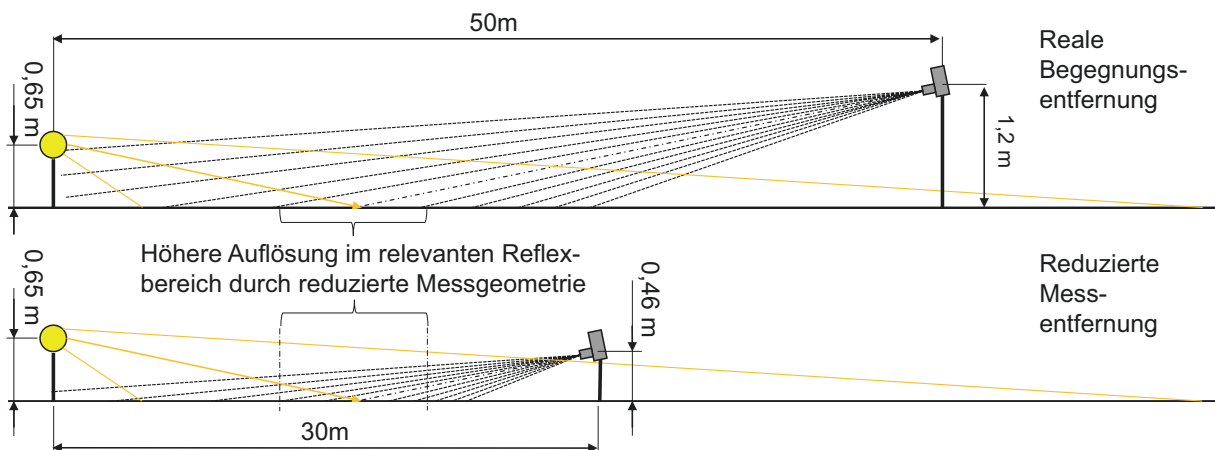 50m
0,65 m
1,2 m
Reale
Begegnungs-
entfernung
Höhere Auflösung im relevanten Reflex-
bereich durch reduzierte Messgeometrie
0,65 m
0,46 m
Reduzierte
Mess-
entfernung
30m